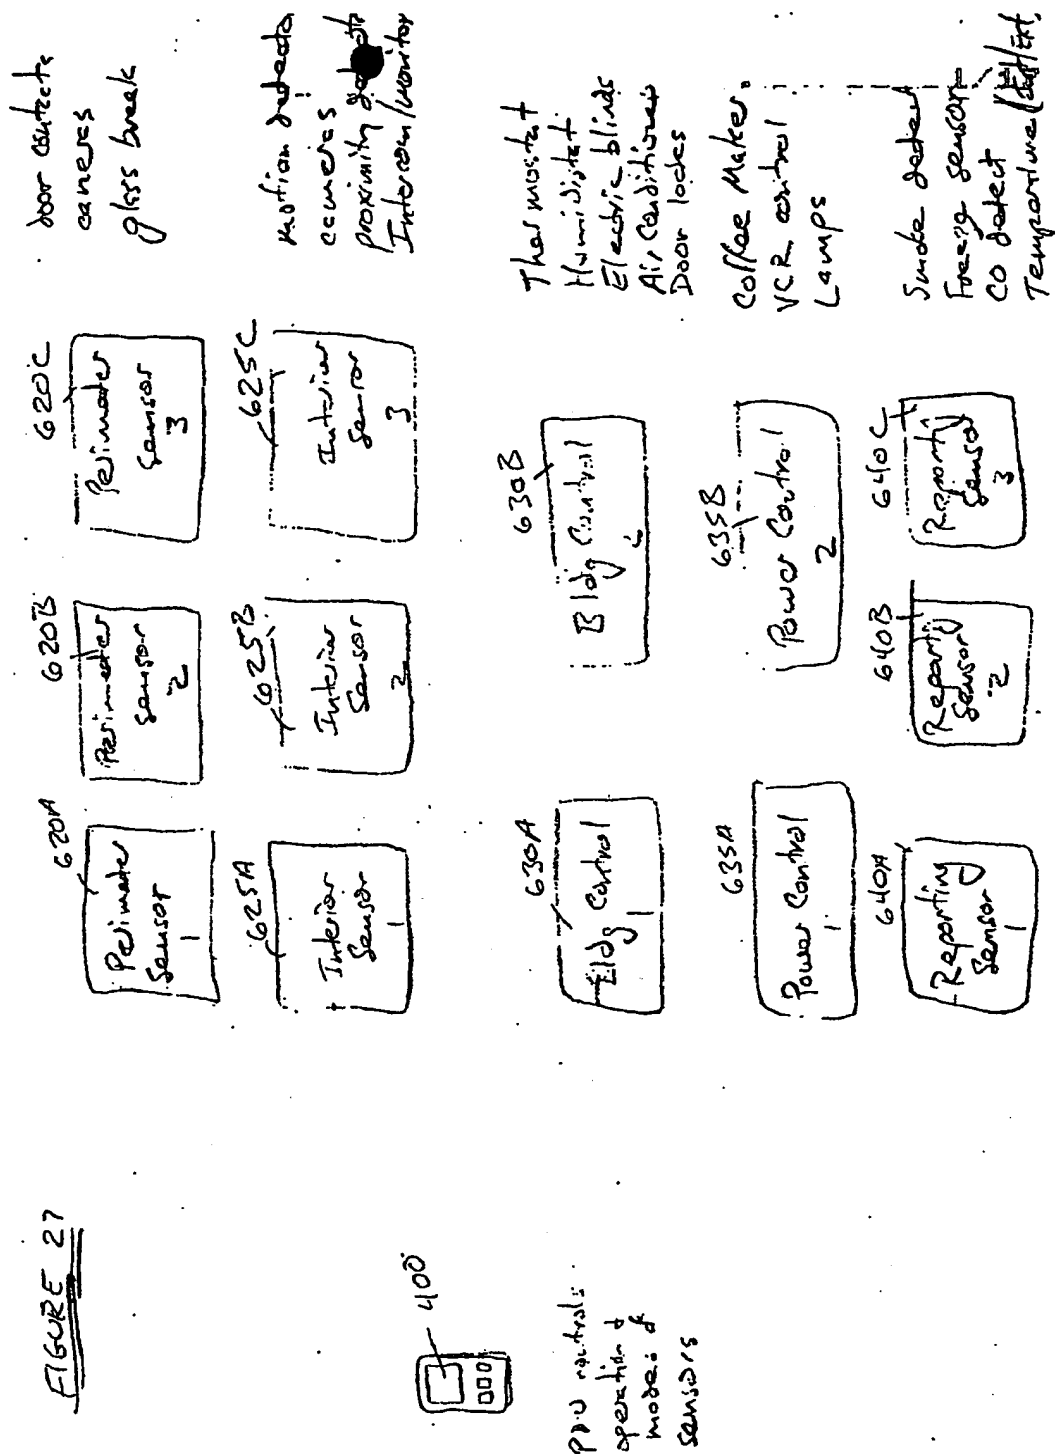 FIGURE 27
400
PDU controls
operation &
modes of
sensors
620A
Perimeter
Sensor
1
620B
Perimeter
Sensor
2
620C
Perimeter
Sensor
3
door contacts
cameras
glass break
625A
Interior
Sensor
1
625B
Interior
Sensor
2
625C
Interior
Sensor
3
motion detects
cameras
proximity
Intercom/monitor
630A
Bldg Control
1
630B
Bldg Control
2
Thermostat
Humidistat
Electric blinds
Air Conditioner
Door locks
635A
Power Control
1
635B
Power Control
2
Coffee Maker
VCR control
Lamps
640A
Reporting
Sensor
1
640B
Reporting
Sensor
2
640C
Reporting
Sensor
3
Smoke detect
Freeze sensor
CO detect
Temperature